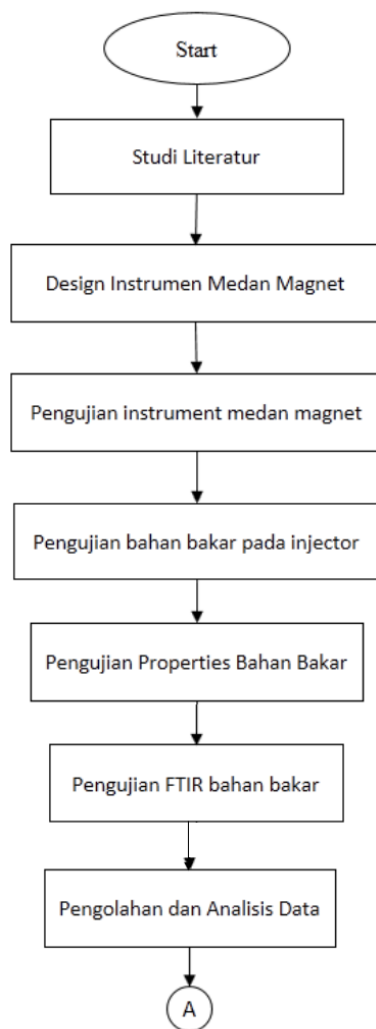 Start
Studi Literatur
Design Instrumen Medan Magnet
Pengujian instrument medan magnet
Pengujian bahan bakar pada injector
Pengujian Properties Bahan Bakar
Pengujian FTIR bahan bakar
Pengolahan dan Analisis Data
A